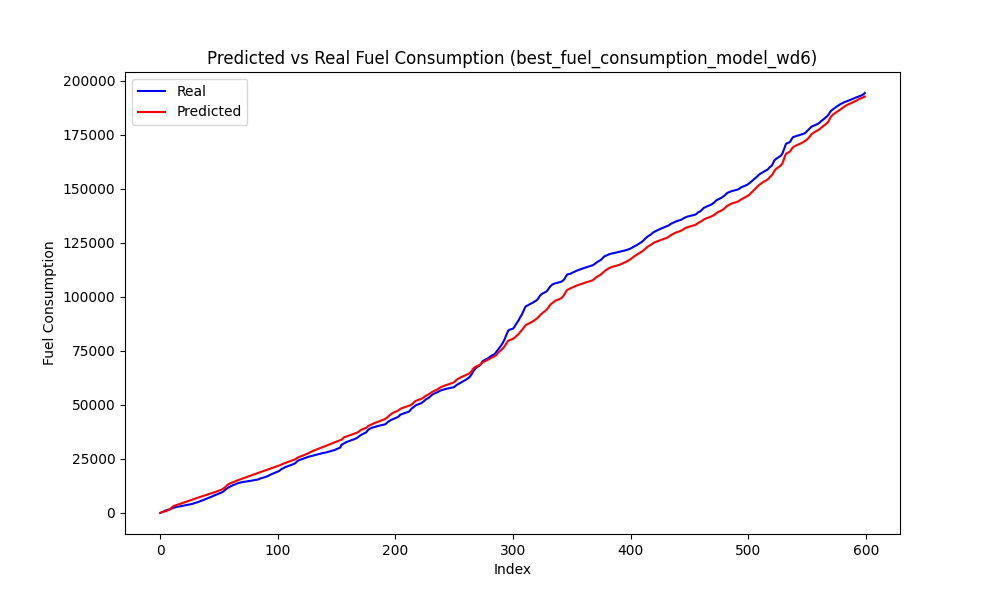 Predicted vs Real Fuel Consumption (best_fuel_consumption_model_wd6)
Real
Predicted
200000
175000
150000
125000
100000
75000
50000
25000
0
Fuel Consumption
0 100 200 300 400 500 600
Index